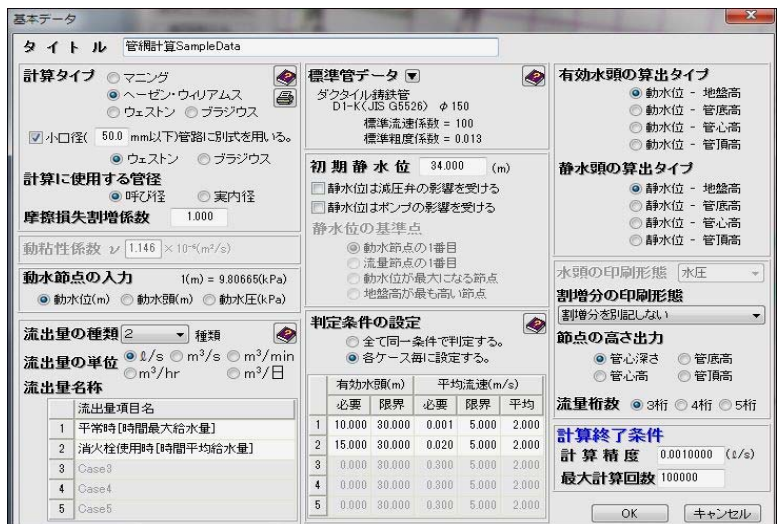 基本データ
タイトル 管網計算SampleData
計算タイプ
マニング
ヘーゼン・ウィリアムス
ウェストン ブラジウス
小口径( 50.0 mm以下)管路に別式を用いる。
ウェストン ブラジウス
計算に使用する管径
呼び径 実内径
摩擦損失割増係数 1.000
動粘性係数 ν 1.146 ×10⁻⁶(m²/s)
動水節点の入力 1(m) = 9.80665(kPa)
動水位(m) 動水頭(m) 動水圧(kPa)
流出量の種類 2 種類
流出量の単位 ℓ/s m³/s m³/min
m³/hr m³/日
流出量名称
流出量項目名
1 平常時[時間最大給水量]
2 消火栓使用時[時間平均給水量]
3 Case3
4 Case4
5 Case5
標準管データ
ダクタイル鋳鉄管
D1-K(JIS G5526) φ150
標準流速係数 = 100
標準粗度係数 = 0.013
初期静水位 34.000 (m)
静水位は減圧弁の影響を受ける
静水位はポンプの影響を受ける
静水位の基準点
動水節点の1番目
流量節点の1番目
動水位が最大になる節点
地盤高が最も高い節点
判定条件の設定
全て同一条件で判定する。
各ケース毎に設定する。
有効水頭(m) 平均流速(m/s)
必要 限界 必要 限界 平均
1 10.000 30.000 0.001 5.000 2.000
2 15.000 30.000 0.020 5.000 2.000
3 0.000 30.000 0.300 5.000 2.000
4 0.000 30.000 0.300 5.000 2.000
5 0.000 30.000 0.300 5.000 2.000
有効水頭の算出タイプ
動水位 - 地盤高
動水位 - 管底高
動水位 - 管心高
動水位 - 管頂高
静水頭の算出タイプ
静水位 - 地盤高
静水位 - 管底高
静水位 - 管心高
静水位 - 管頂高
水頭の印刷形態 水圧
割増分の印刷形態
割増分を別記しない
節点の高さ出力
管心深さ 管底高
管心高 管頂高
流量桁数 3桁 4桁 5桁
計算終了条件
計算精度 0.0010000 (ℓ/s)
最大計算回数 100000
OK キャンセル